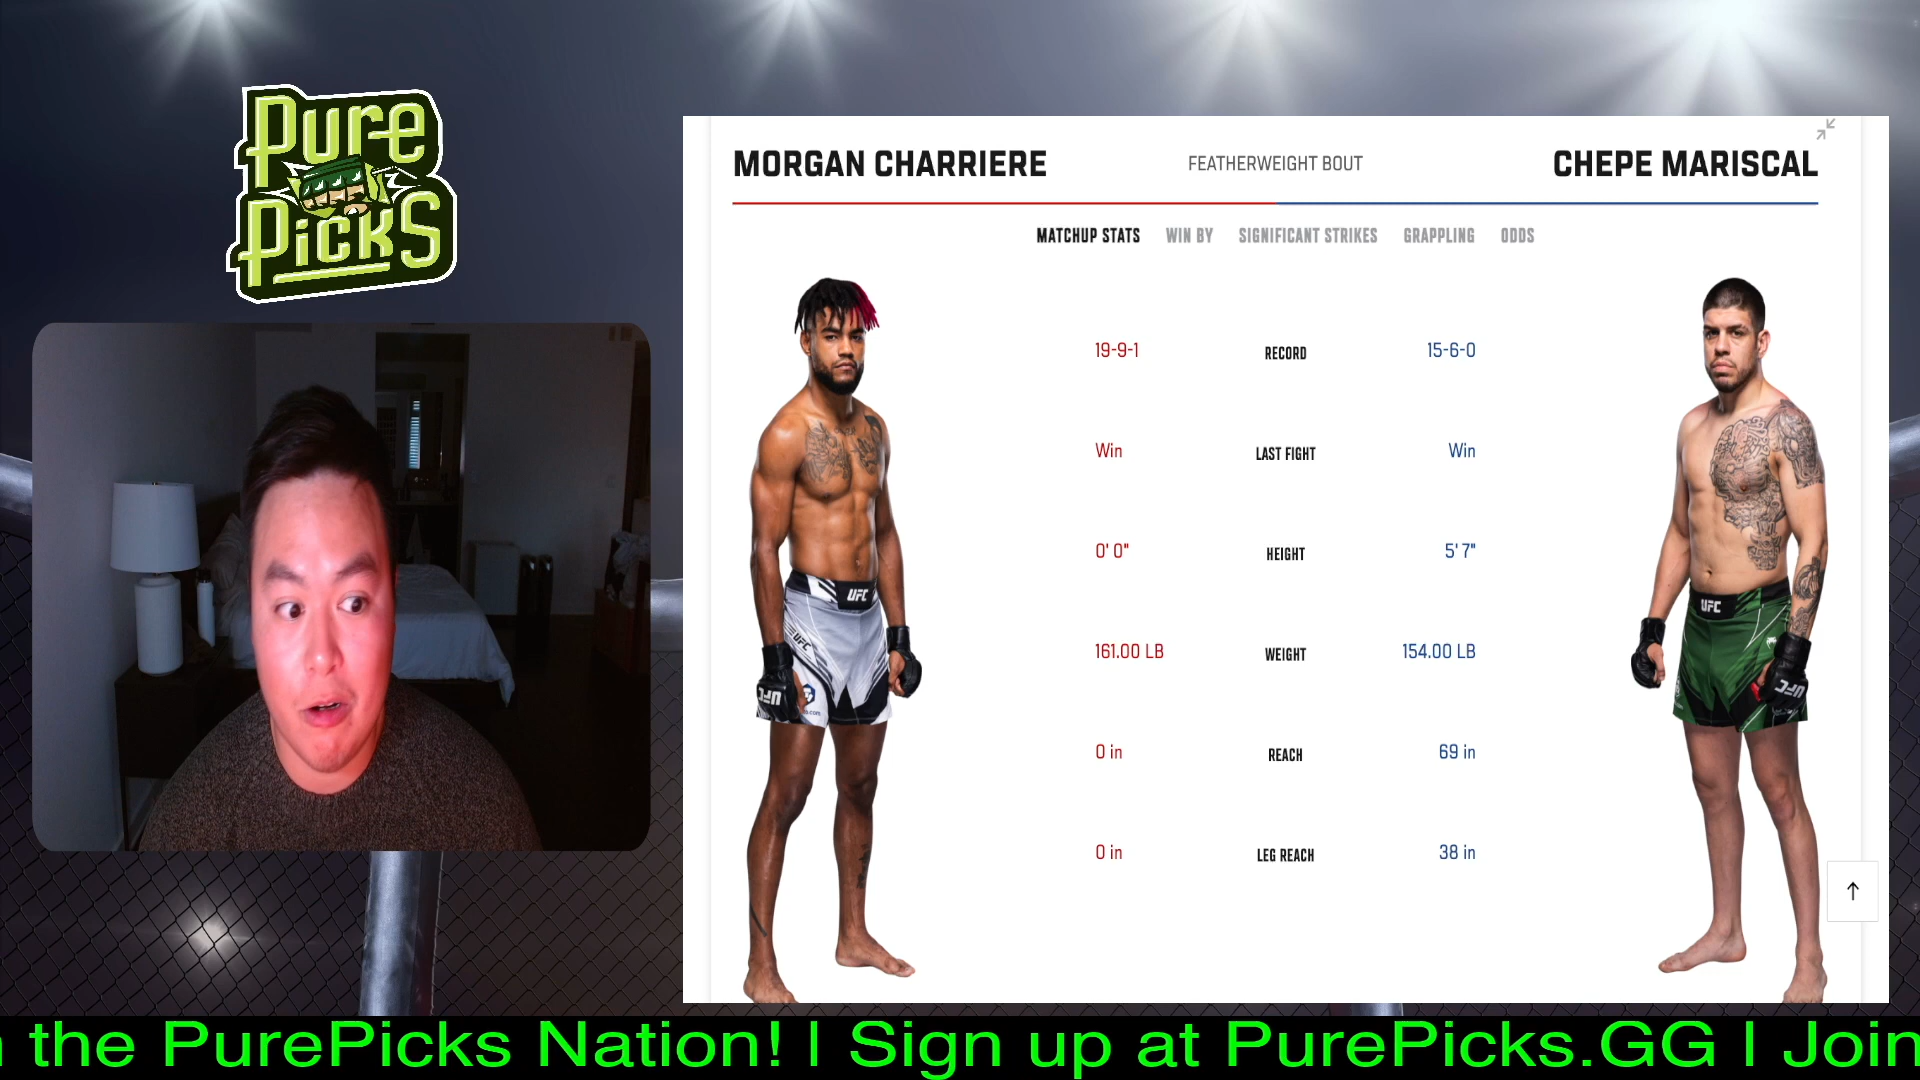 Pure
Picks
MORGAN CHARRIERE
FEATHERWEIGHT BOUT
CHEPE MARISCAL
MATCHUP STATS WIN BY SIGNIFICANT STRIKES GRAPPLING ODDS
19-9-1 RECORD 15-6-0
Win LAST FIGHT Win
0' 0" HEIGHT 5' 7"
161.00 LB WEIGHT 154.00 LB
0 in REACH 69 in
0 in LEG REACH 38 in
UFC
UFC
UFC
UFC
UFC
the PurePicks Nation! | Sign up at PurePicks.GG | Join